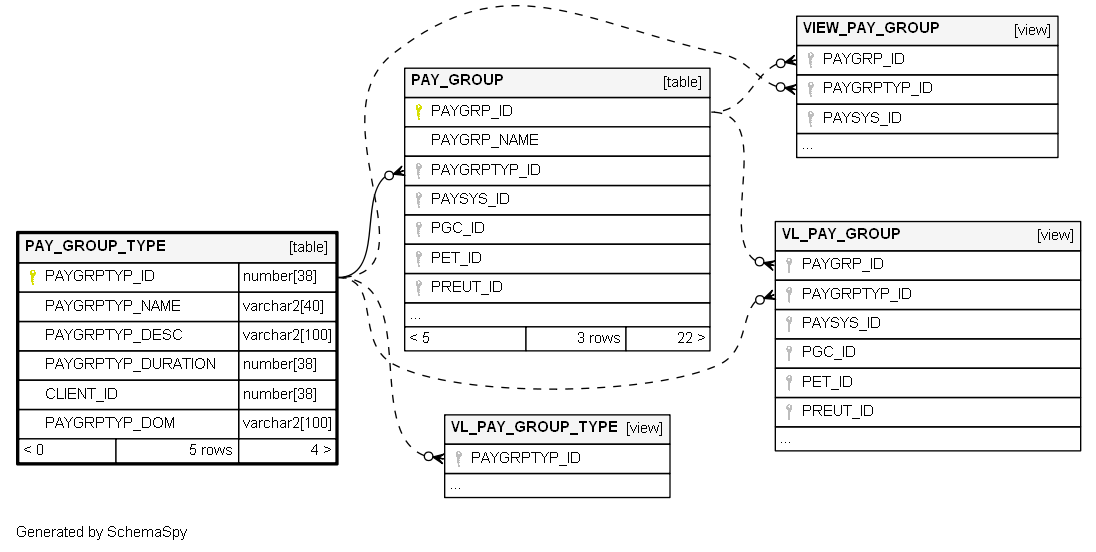 VIEW_PAY_GROUP [view]
PAYGRP_ID
PAYGRPTYP_ID
PAYSYS_ID
...
PAY_GROUP [table]
PAYGRP_ID
PAYGRP_NAME
PAYGRPTYP_ID
PAYSYS_ID
PGC_ID
PET_ID
PREUT_ID
...
< 5 3 rows 22 >
VL_PAY_GROUP [view]
PAYGRP_ID
PAYGRPTYP_ID
PAYSYS_ID
PGC_ID
PET_ID
PREUT_ID
...
PAY_GROUP_TYPE [table]
PAYGRPTYP_ID number[38]
PAYGRPTYP_NAME varchar2[40]
PAYGRPTYP_DESC varchar2[100]
PAYGRPTYP_DURATION number[38]
CLIENT_ID number[38]
PAYGRPTYP_DOM varchar2[100]
< 0 5 rows 4 >
VL_PAY_GROUP_TYPE [view]
PAYGRPTYP_ID
...
Generated by SchemaSpy